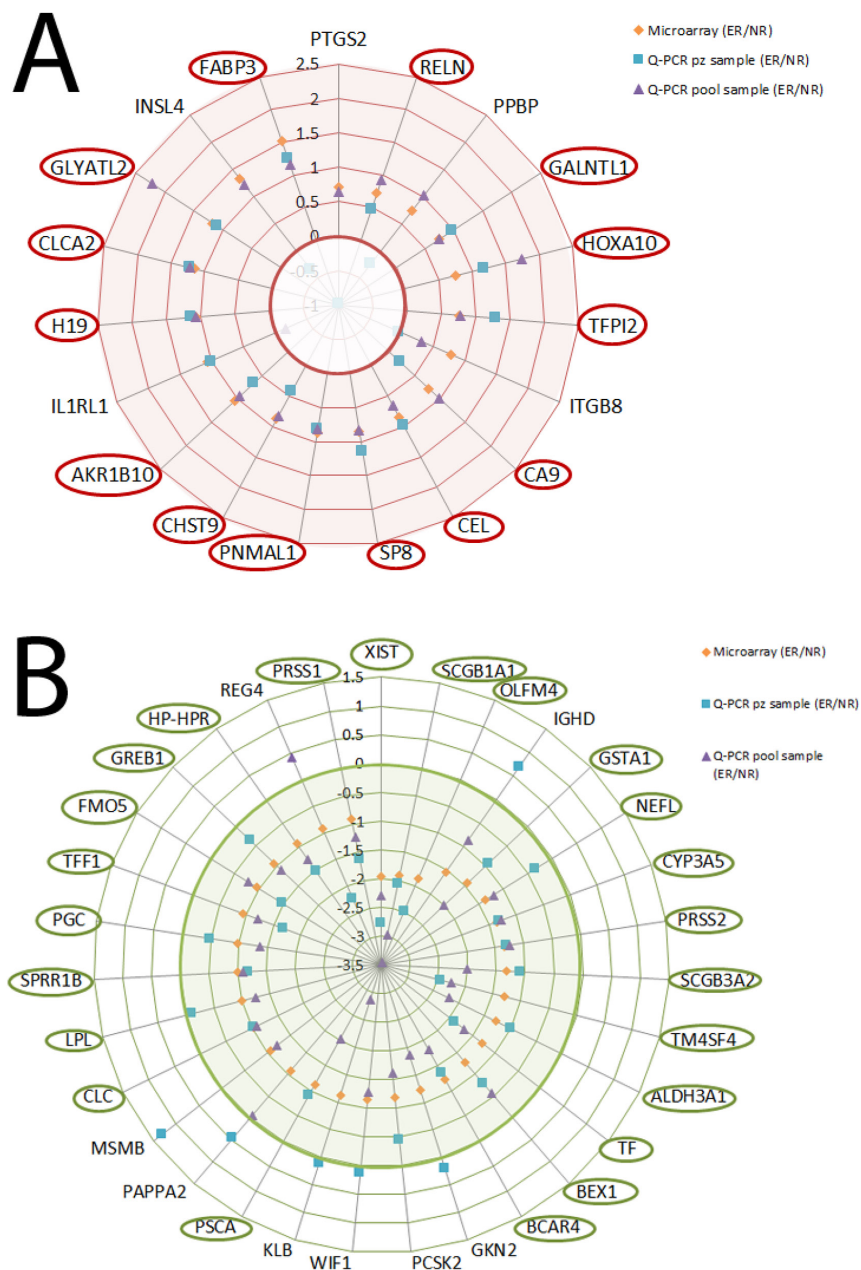 A
PTGS2
FABP3
RELN
INSL4
PPBP
GLYATL2
GALNTL1
CLCA2
HOXA10
H19
TFPI2
IL1RL1
ITGB8
AKR1B10
CA9
CHST9
CEL
PNMAL1
SP8
2.5
2
1.5
1
0.5
0
-0.5
-1
Microarray (ER/NR)
Q-PCR pz sample (ER/NR)
Q-PCR pool sample (ER/NR)
B
XIST
PRSS1
SCGB1A1
REG4
OLFM4
HP-HPR
IGHD
GREB1
GSTA1
FMO5
NEFL
TFF1
CYP3A5
PGC
PRSS2
SPRR1B
SCGB3A2
LPL
TM4SF4
CLC
ALDH3A1
MSMB
TF
PAPPA2
BEX1
PSCA
BCAR4
KLB
GKN2
WIF1
PCSK2
1.5
1
0.5
0
-0.5
-1
-1.5
-2
-2.5
-3
-3.5
Microarray (ER/NR)
Q-PCR pz sample (ER/NR)
Q-PCR pool sample
(ER/NR)